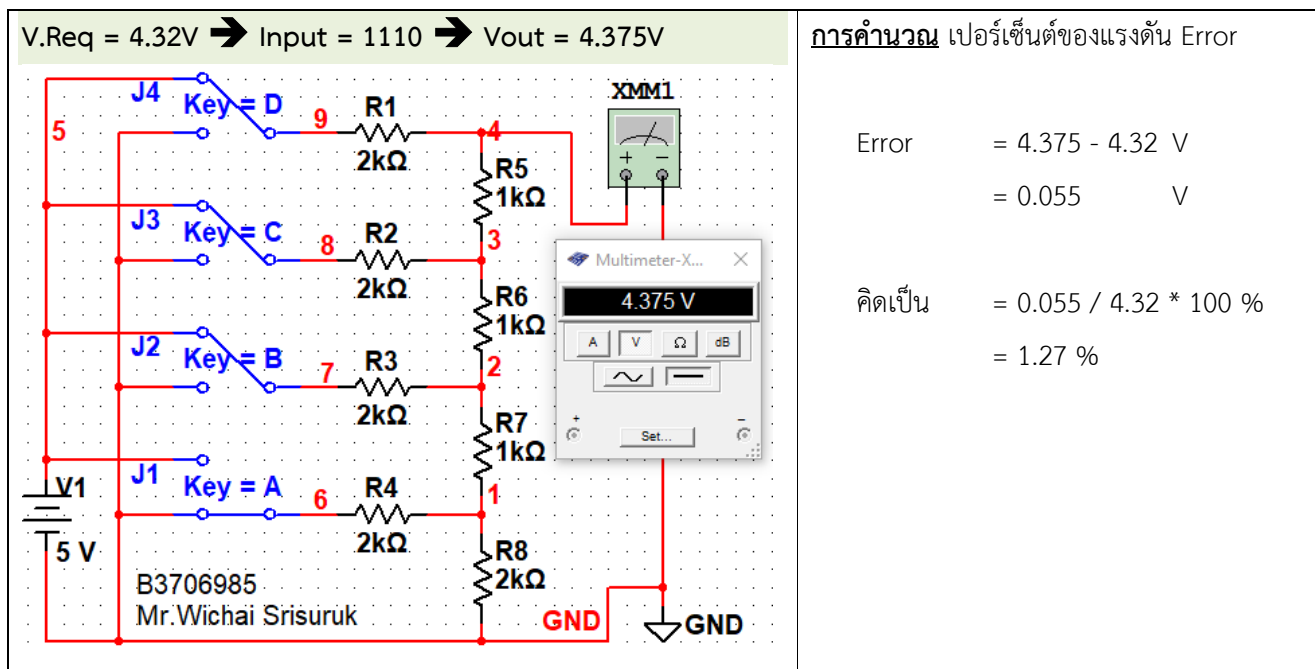 V.Req = 4.32V 🡺 Input = 1110 🡺 Vout = 4.375V
J4
Key = D
5
9
R1
2kΩ
4
XMM1
R5
1kΩ
J3
Key = C
8
R2
2kΩ
3
R6
1kΩ
Multimeter-X...
4.375 V
A V Ω dB
J2
Key = B
7
R3
2kΩ
2
R7
1kΩ
+ −
Set...
J1
Key = A
6
R4
2kΩ
1
V1
5 V
R8
2kΩ
B3706985
Mr.Wichai Srisuruk
GND
GND
การคำนวณ เปอร์เซ็นต์ของแรงดัน Error
Error = 4.375 - 4.32 V
= 0.055 V
คิดเป็น = 0.055 / 4.32 * 100 %
= 1.27 %